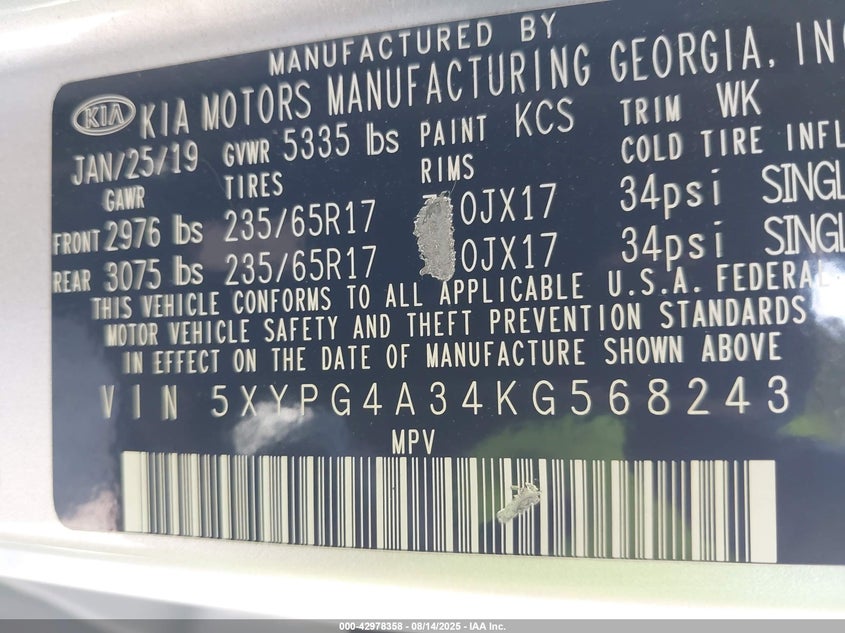 MANUFACTURED BY
KIA KIA MOTORS MANUFACTURING GEORGIA, INC
JAN/25/19 GVWR 5335 lbs PAINT KCS TRIM WK
GAWR TIRES RIMS COLD TIRE INFL
FRONT 2976 lbs 235/65R17 0JX17 34psi SINGL
REAR 3075 lbs 235/65R17 0JX17 34psi SINGL
THIS VEHICLE CONFORMS TO ALL APPLICABLE U.S.A. FEDERAL
MOTOR VEHICLE SAFETY AND THEFT PREVENTION STANDARDS
IN EFFECT ON THE DATE OF MANUFACTURE SHOWN ABOVE
VIN 5XYPG4A34KG568243
MPV
000-42978358 - 08/14/2025 - IAA Inc.